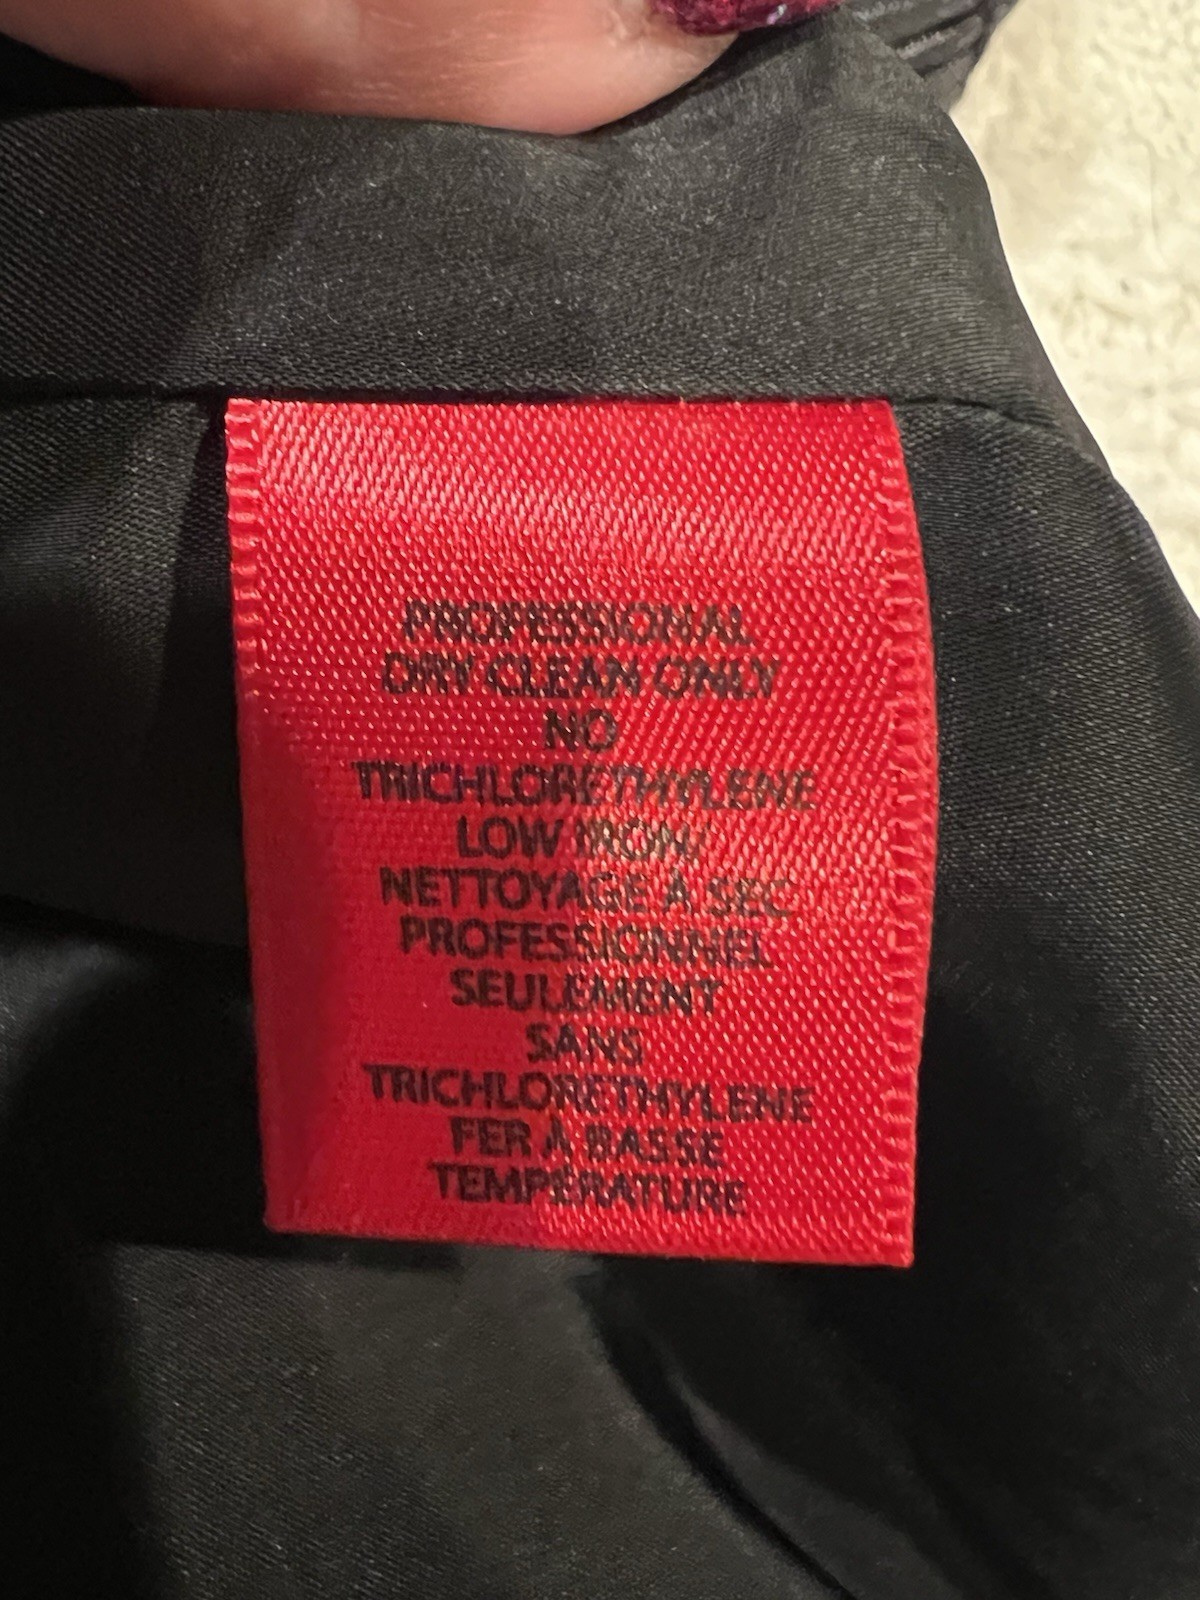 PROFESSIONAL
DRY CLEAN ONLY
NO
TRICHLORETHYLENE
LOW IRON/
NETTOYAGE À SEC
PROFESSIONNEL
SEULEMENT
SANS
TRICHLORETHYLENE
FER À BASSE
TEMPÉRATURE